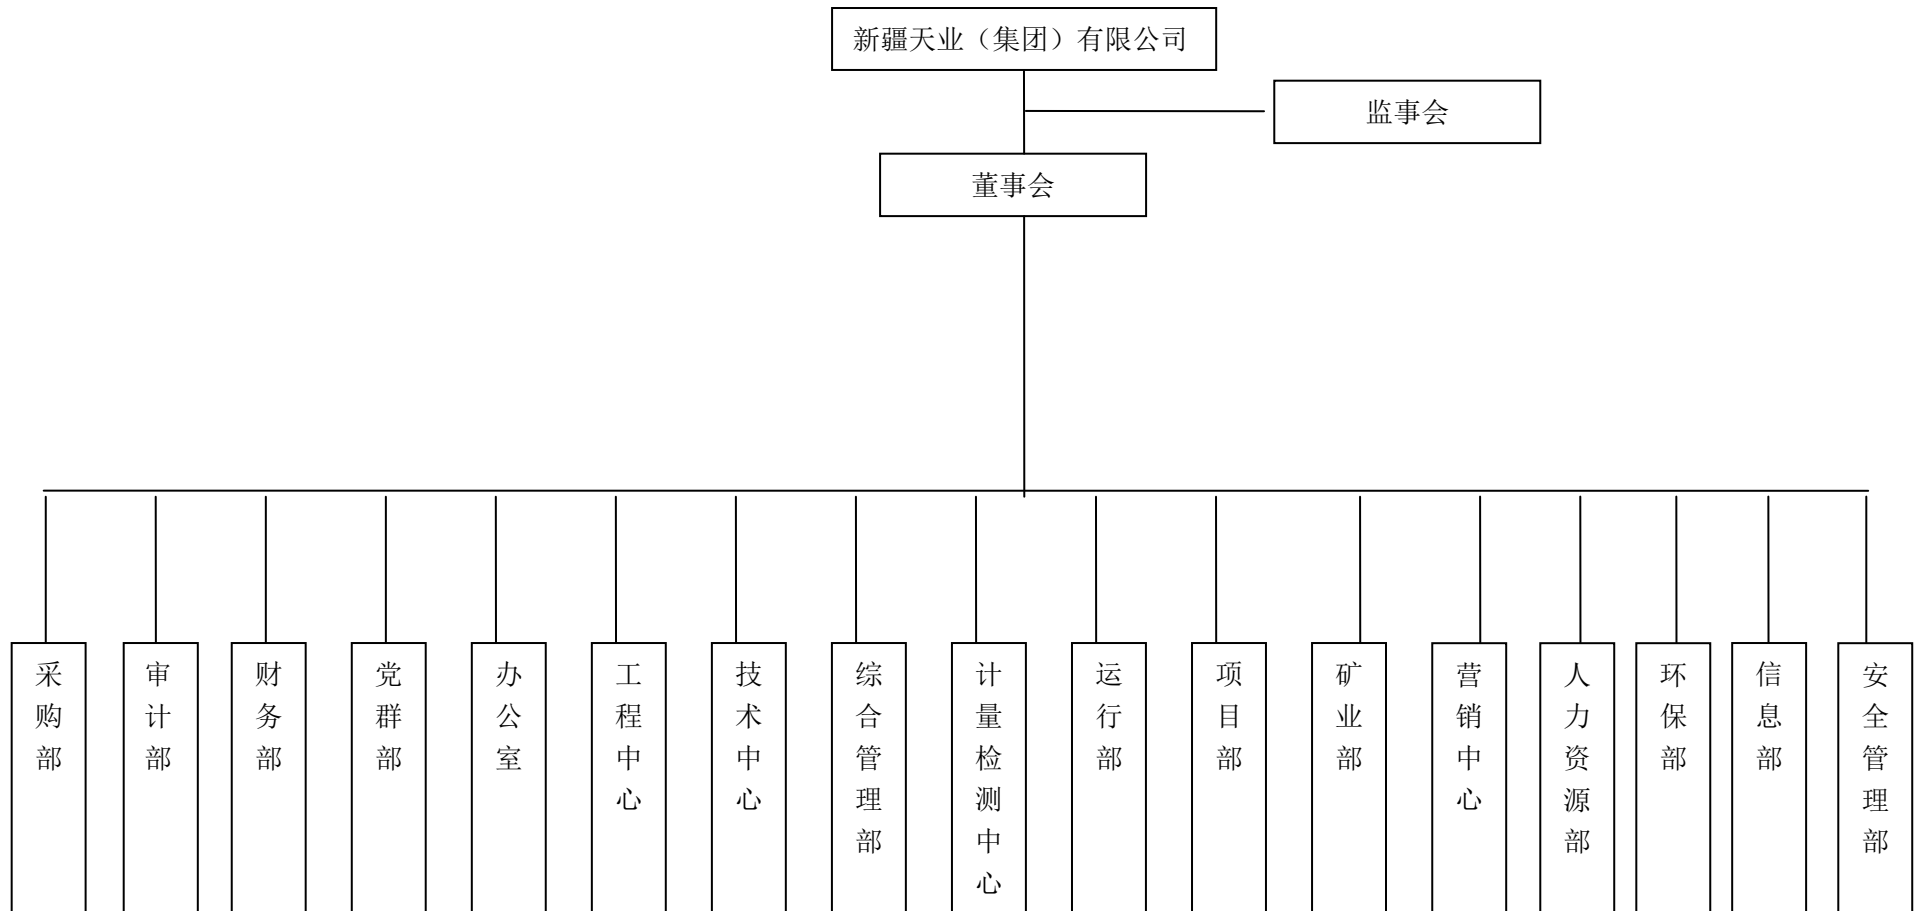 新疆天业（集团）有限公司
监事会
董事会
采购部
审计部
财务部
党群部
办公室
工程中心
技术中心
综合管理部
计量检测中心
运行部
项目部
矿业部
营销中心
人力资源部
环保部
信息部
安全管理部